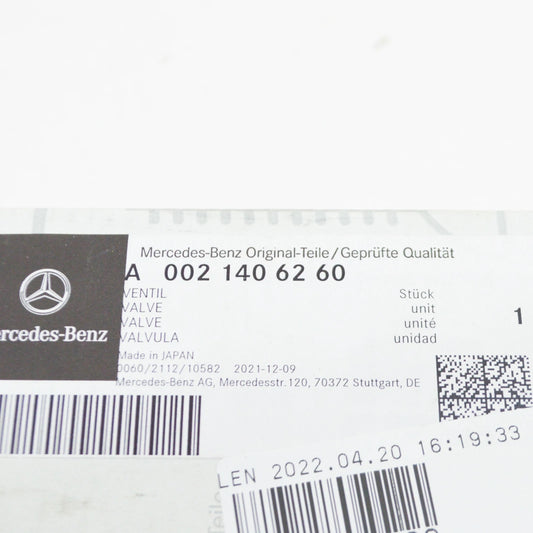 Mercedes-Benz Original-Teile/Geprüfte Qualität
A 002 140 62 60
VENTIL Stück
VALVE unit 1
VALVE unité
VALVULA unidad
Made in JAPAN
0060/2112/10582 2021-12-09
Mercedes-Benz AG, Mercedesstr.120, 70372 Stuttgart, DE
rcedes-Benz
LEN 2022.04.20 16:19:33
Teile